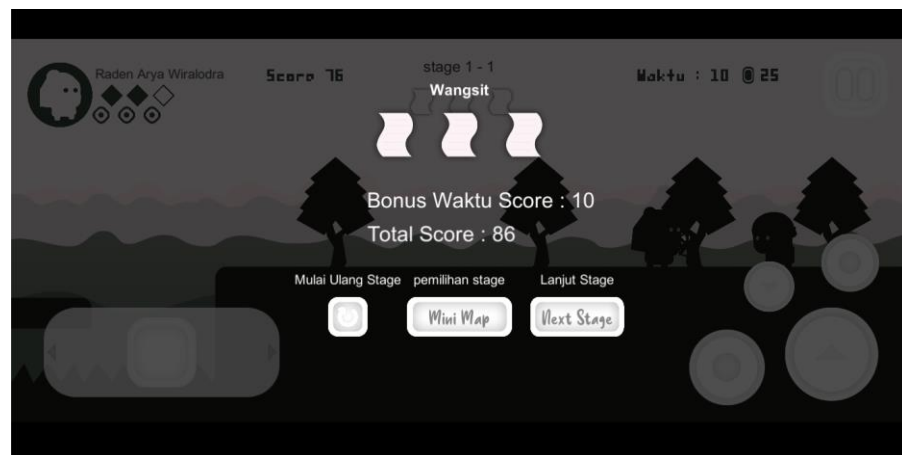 Raden Arya Wiralodra
Score 76
stage 1 - 1
Waktu : 10 25
Wangsit
Bonus Waktu Score : 10
Total Score : 86
Mulai Ulang Stage
pemilihan stage
Lanjut Stage
Mini Map
Next Stage